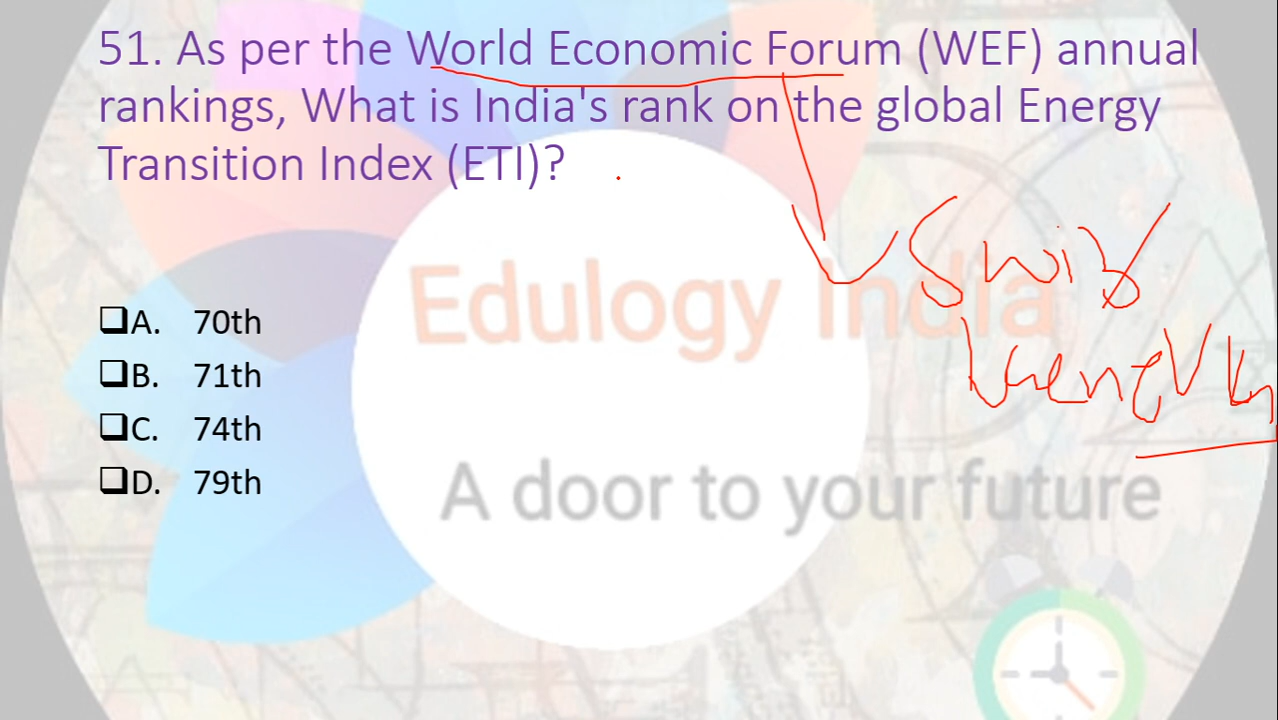 51. As per the World Economic Forum (WEF) annual
rankings, What is India's rank on the global Energy
Transition Index (ETI)?
Edulogy India
❑A. 70th
❑B. 71th
❑C. 74th
❑D. 79th
A door to your future